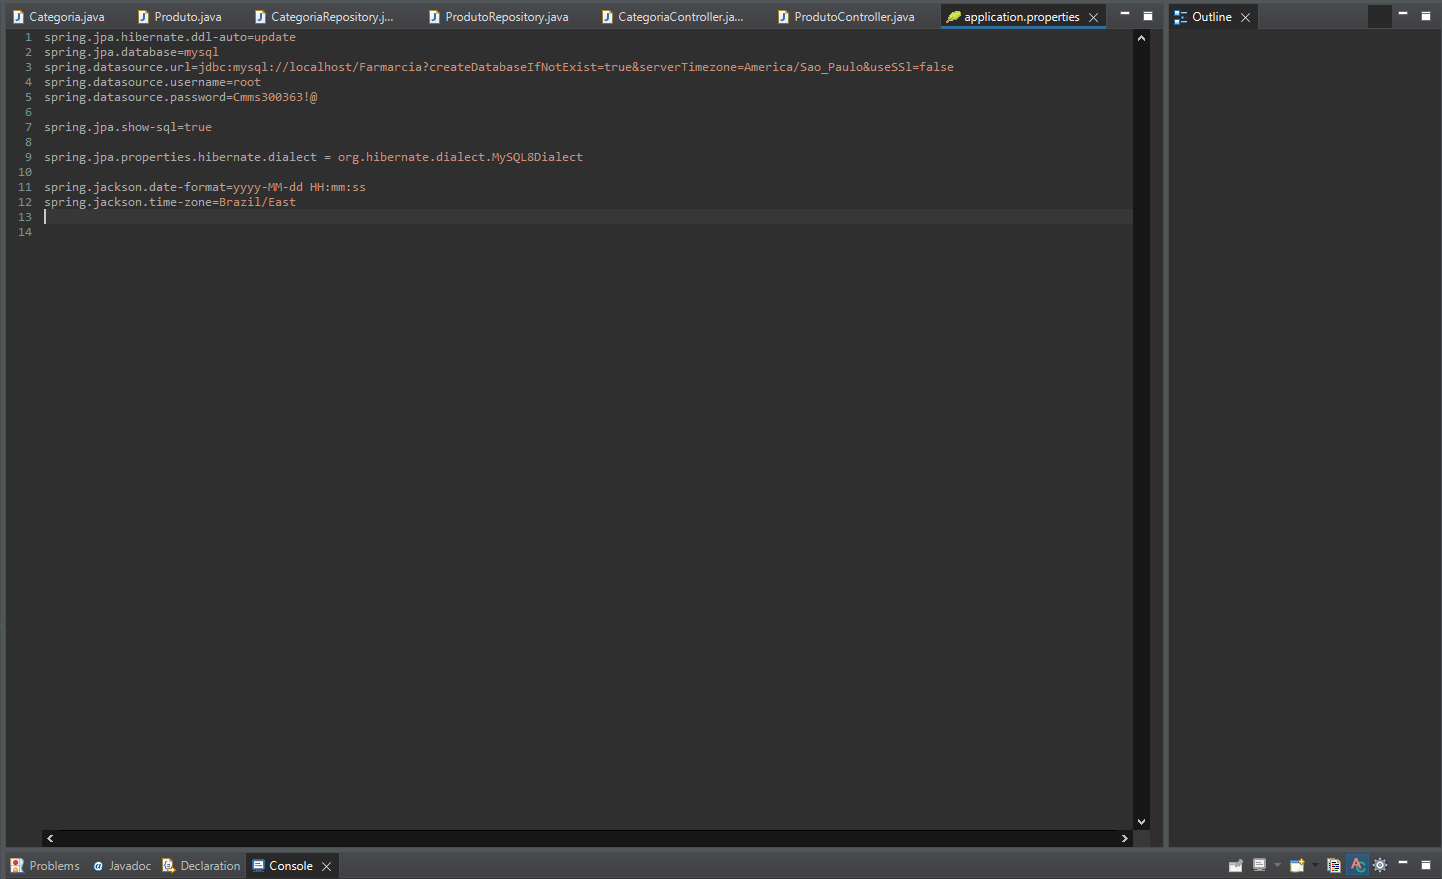 Categoria.java Produto.java CategoriaRepository.j... ProdutoRepository.java CategoriaController.ja... ProdutoController.java application.properties Outline
1 spring.jpa.hibernate.ddl-auto=update
2 spring.jpa.database=mysql
3 spring.datasource.url=jdbc:mysql://localhost/Farmarcia?createDatabaseIfNotExist=true&serverTimezone=America/Sao_Paulo&useSSl=false
4 spring.datasource.username=root
5 spring.datasource.password=Cmms300363!@
6
7 spring.jpa.show-sql=true
8
9 spring.jpa.properties.hibernate.dialect = org.hibernate.dialect.MySQL8Dialect
10
11 spring.jackson.date-format=yyyy-MM-dd HH:mm:ss
12 spring.jackson.time-zone=Brazil/East
13
14
Problems @ Javadoc Declaration Console